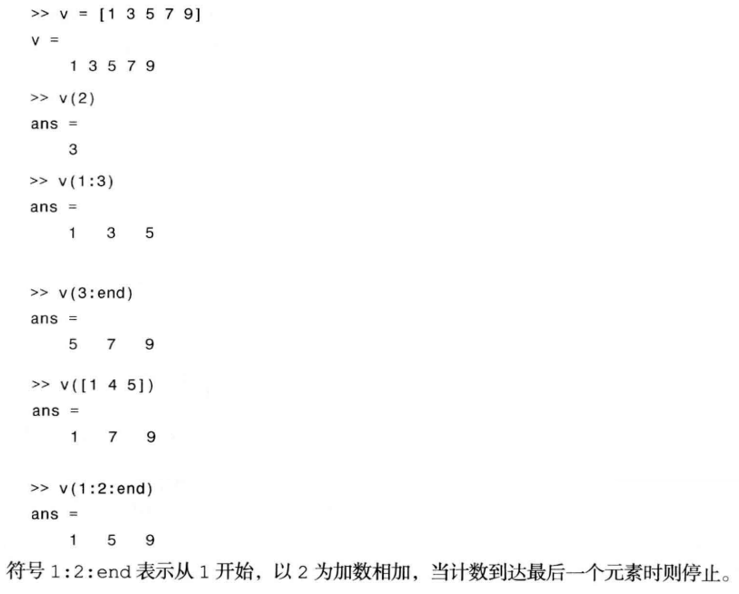 >> v = [1 3 5 7 9]
v =
1 3 5 7 9
>> v(2)
ans =
3
>> v(1:3)
ans =
1 3 5
>> v(3:end)
ans =
5 7 9
>> v([1 4 5])
ans =
1 7 9
>> v(1:2:end)
ans =
1 5 9
符号 1:2:end 表示从 1 开始，以 2 为加数相加，当计数到达最后一个元素时则停止。